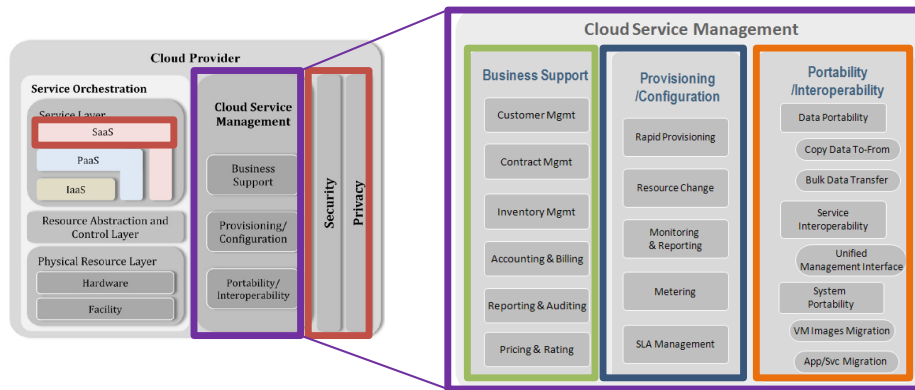 Cloud Provider
Service Orchestration
Service Layer
SaaS
PaaS
IaaS
Resource Abstraction and
Control Layer
Physical Resource Layer
Hardware
Facility
Cloud Service
Management
Business
Support
Provisioning/
Configuration
Portability/
Interoperability
Security
Privacy
Cloud Service Management
Business Support
Customer Mgmt
Contract Mgmt
Inventory Mgmt
Accounting & Billing
Reporting & Auditing
Pricing & Rating
Provisioning
/Configuration
Rapid Provisioning
Resource Change
Monitoring
& Reporting
Metering
SLA Management
Portability
/Interoperability
Data Portability
Copy Data To-From
Bulk Data Transfer
Service
Interoperability
Unified
Management Interface
System
Portability
VM Images Migration
App/Svc Migration